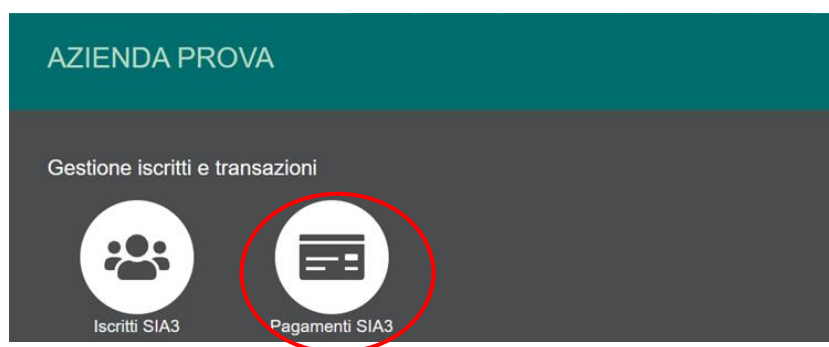 AZIENDA PROVA
Gestione iscritti e transazioni
Iscritti SIA3
Pagamenti SIA3